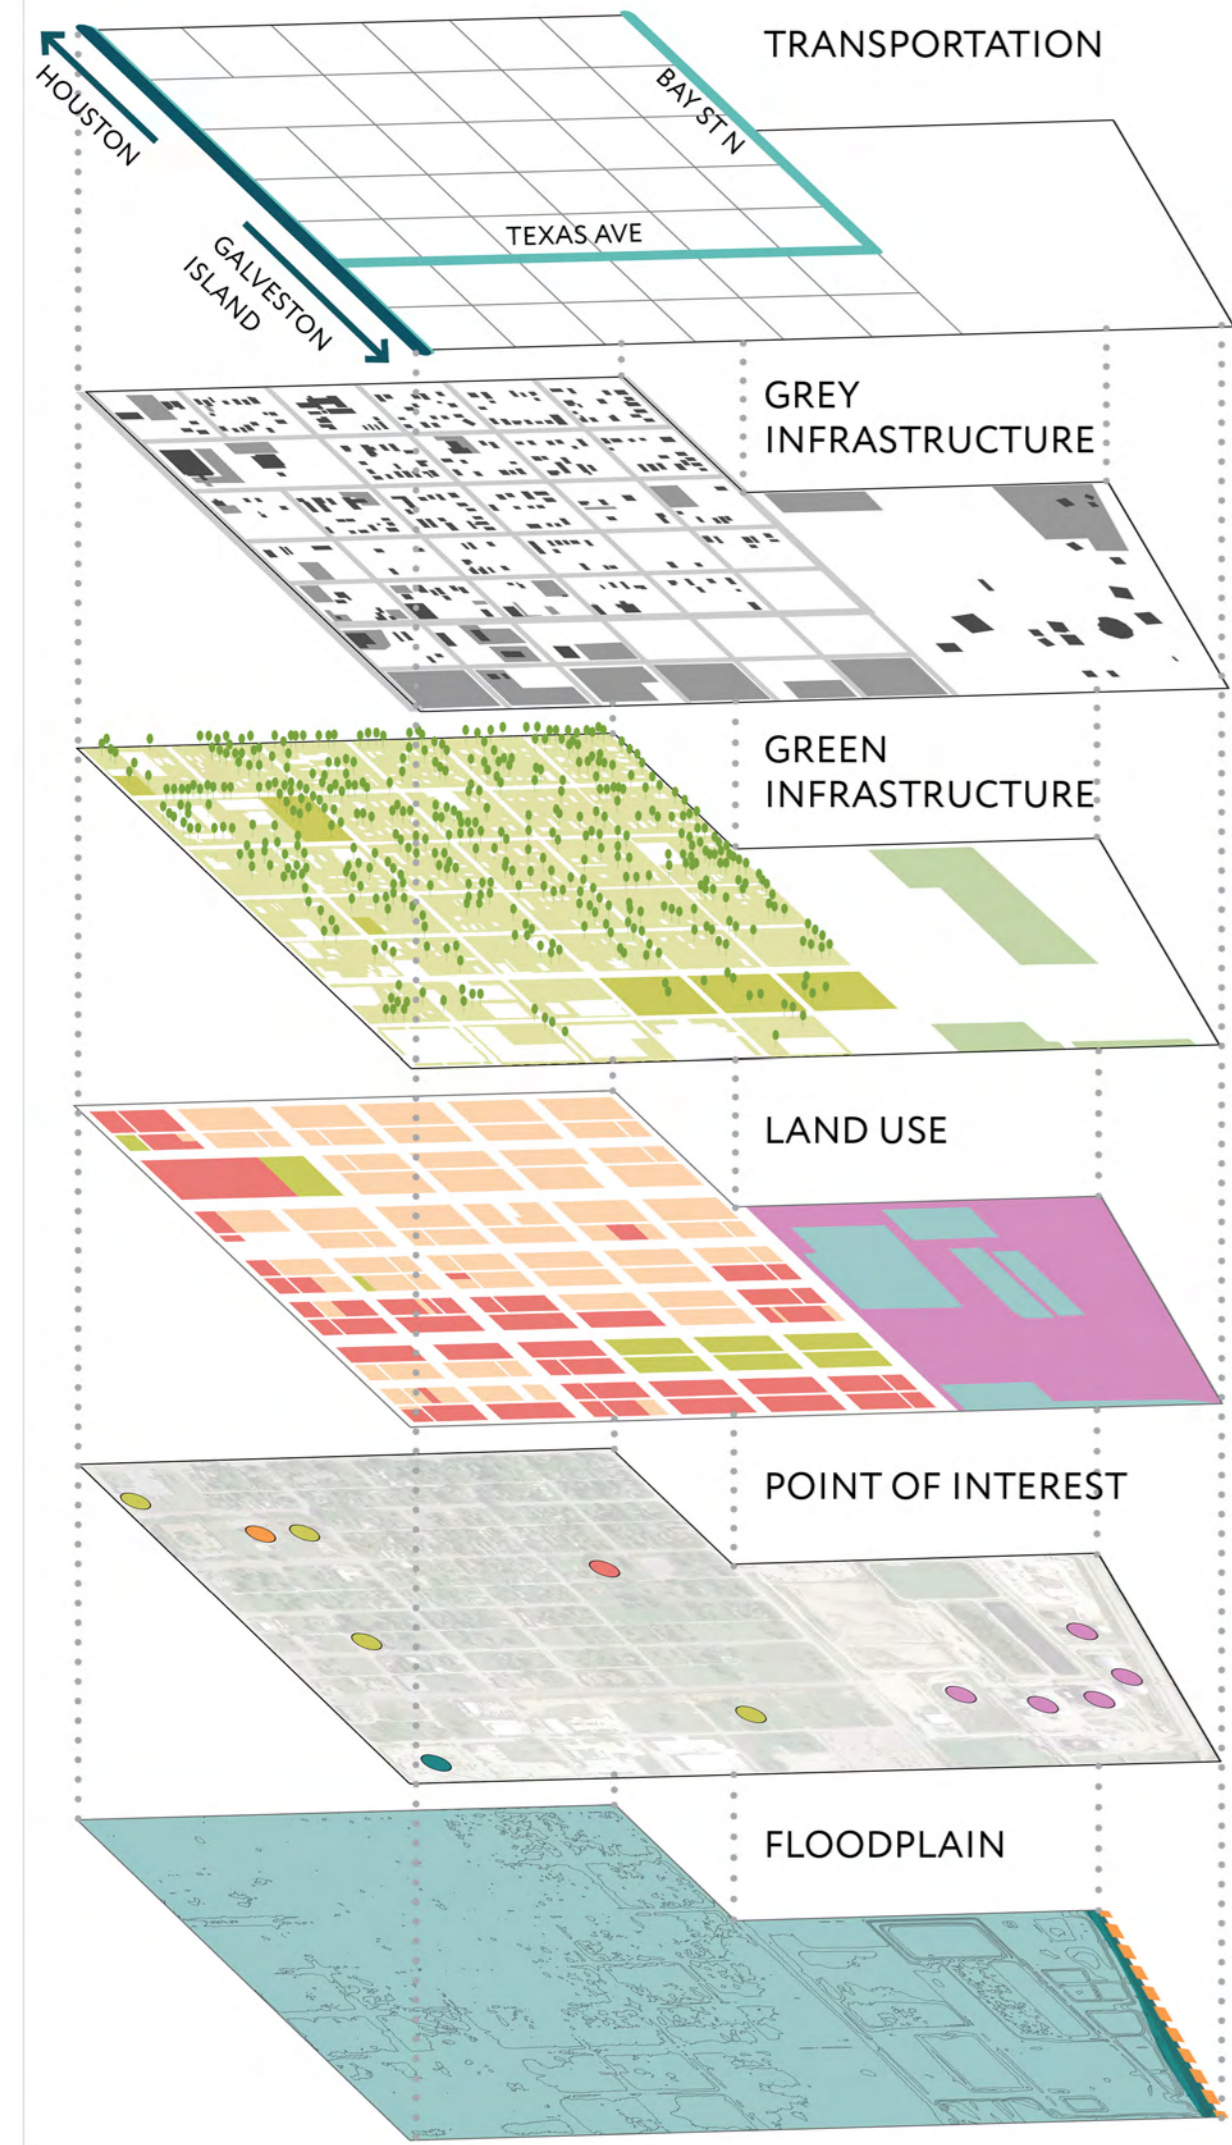 TRANSPORTATION
HOUSTON
BAY ST N
TEXAS AVE
GALVESTON
ISLAND
GREY
INFRASTRUCTURE
GREEN
INFRASTRUCTURE
LAND USE
POINT OF INTEREST
FLOODPLAIN